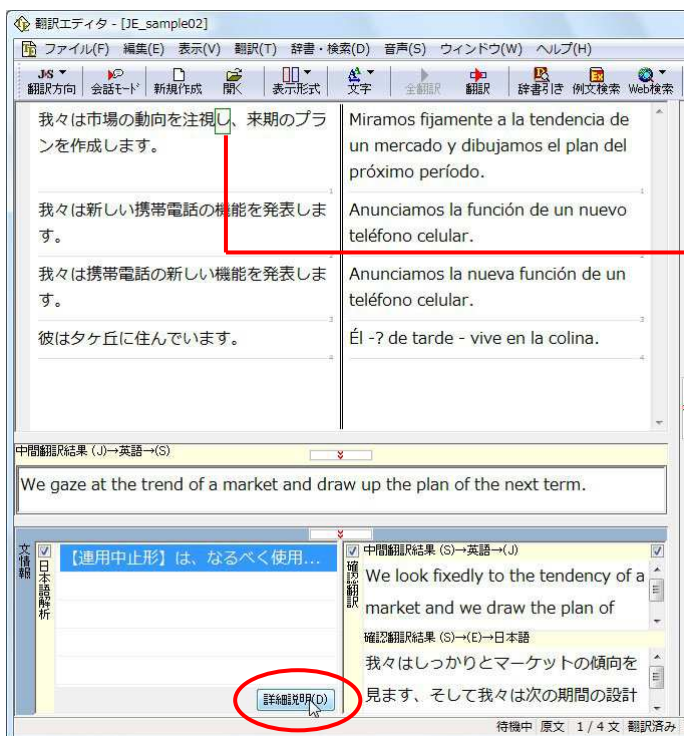 翻訳エディタ - [JE_sample02]
ファイル(F) 編集(E) 表示(V) 翻訳(T) 辞書・検索(D) 音声(S) ウィンドウ(W) ヘルプ(H)
J-S
翻訳方向 会話モード 新規作成 開く 表示形式 文字 全翻訳 翻訳 辞書引き 例文検索 Web検索
我々は市場の動向を注視し、来期のプラ
ンを作成します。
1
Miramos fijamente a la tendencia de
un mercado y dibujamos el plan del
próximo período.
1
我々は新しい携帯電話の機能を発表しま
す。
2
Anunciamos la función de un nuevo
teléfono celular.
2
我々は携帯電話の新しい機能を発表しま
す。
3
Anunciamos la nueva función de un
teléfono celular.
3
彼は夕ヶ丘に住んでいます。
4
Él -? de tarde - vive en la colina.
4
中間翻訳結果 (J)→英語→(S)
We gaze at the trend of a market and draw up the plan of the next term.
文情報
日本語解析
【連用中止形】は、なるべく使用...
詳細説明(D)
確認翻訳
中間翻訳結果 (S)→英語→(J)
We look fixedly to the tendency of a
market and we draw the plan of
確認翻訳結果 (S)→(E)→日本語
我々はしっかりとマーケットの傾向を
見ます、そして我々は次の期間の設計
待機中 原文 1 / 4 文 翻訳済み